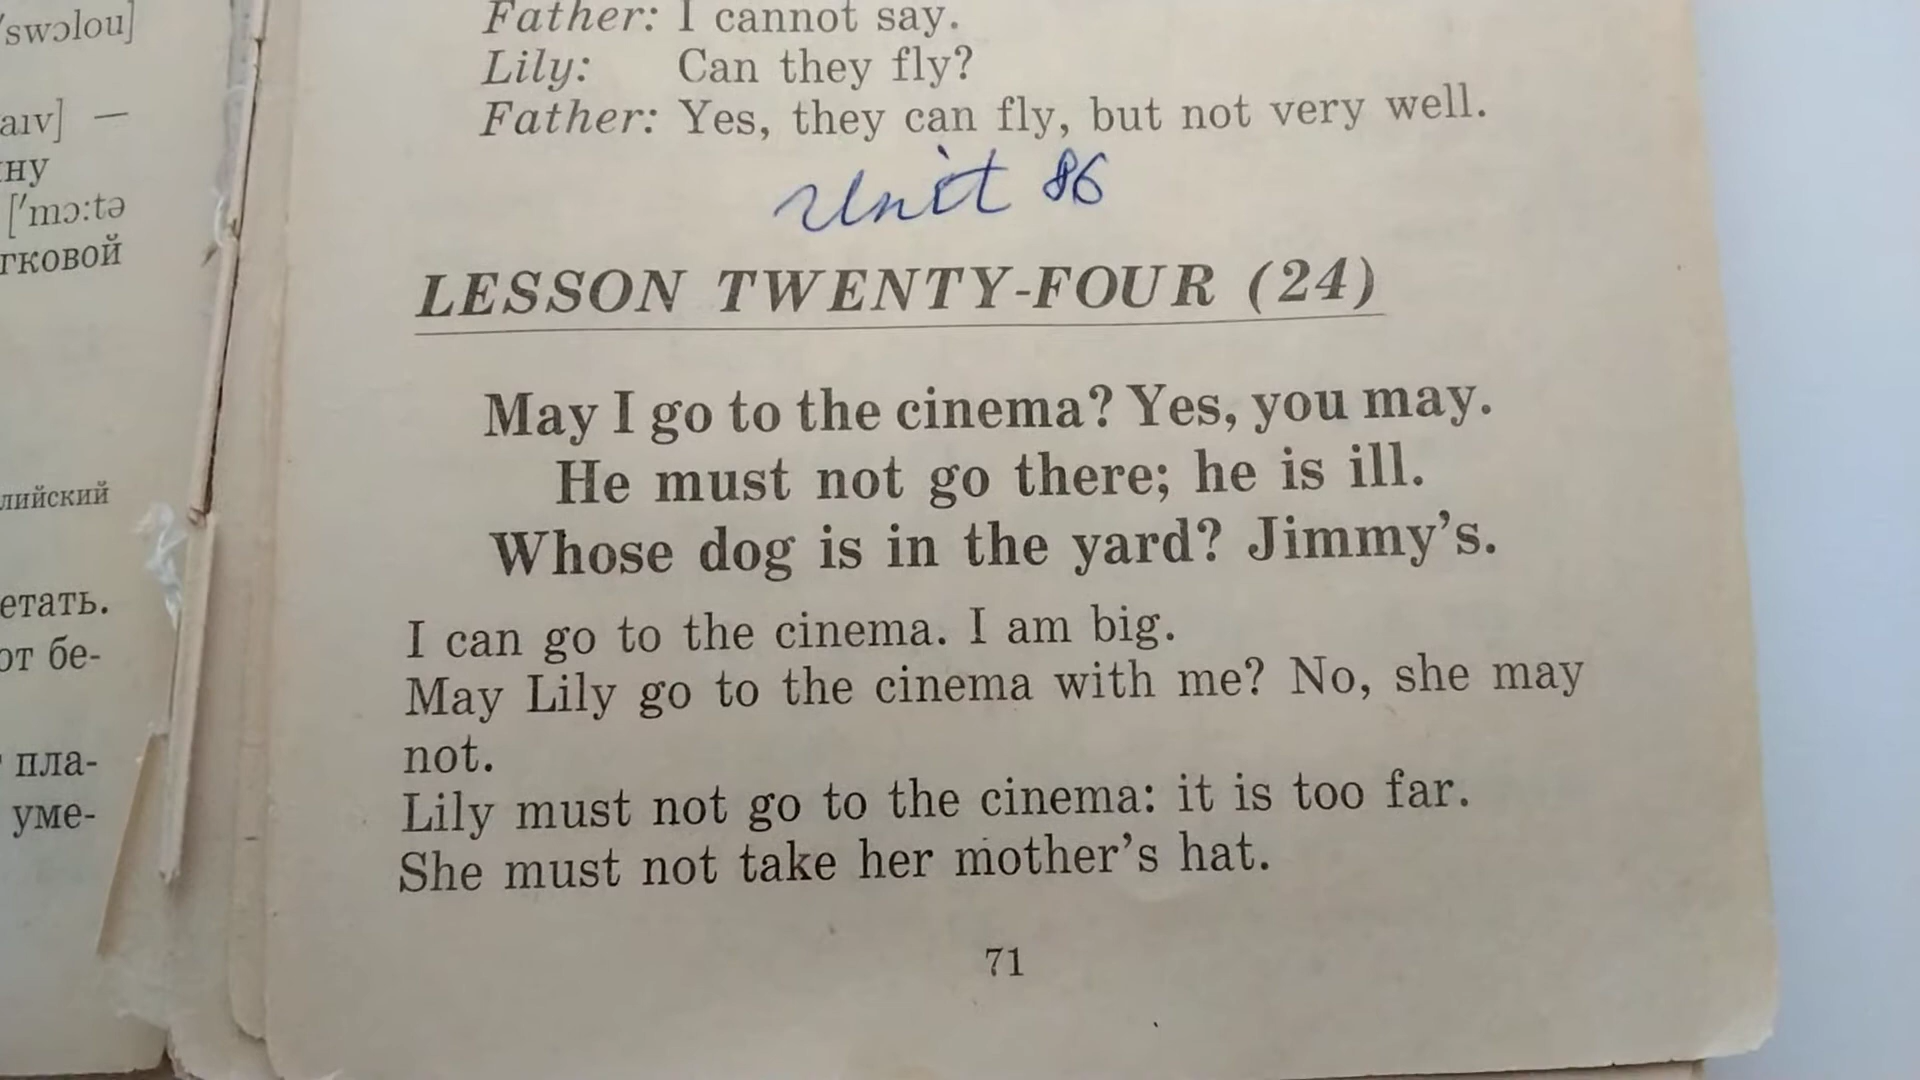 ['swɔlou]
aɪv] —
ну
['mɔ:tə
гковой
лийский
етать.
от бе-
пла-
уме-
Father: I cannot say.
Lily: Can they fly?
Father: Yes, they can fly, but not very well.
Unit 86
LESSON TWENTY-FOUR (24)
May I go to the cinema? Yes, you may.
He must not go there; he is ill.
Whose dog is in the yard? Jimmy's.
I can go to the cinema. I am big.
May Lily go to the cinema with me? No, she may
not.
Lily must not go to the cinema: it is too far.
She must not take her mother's hat.
71